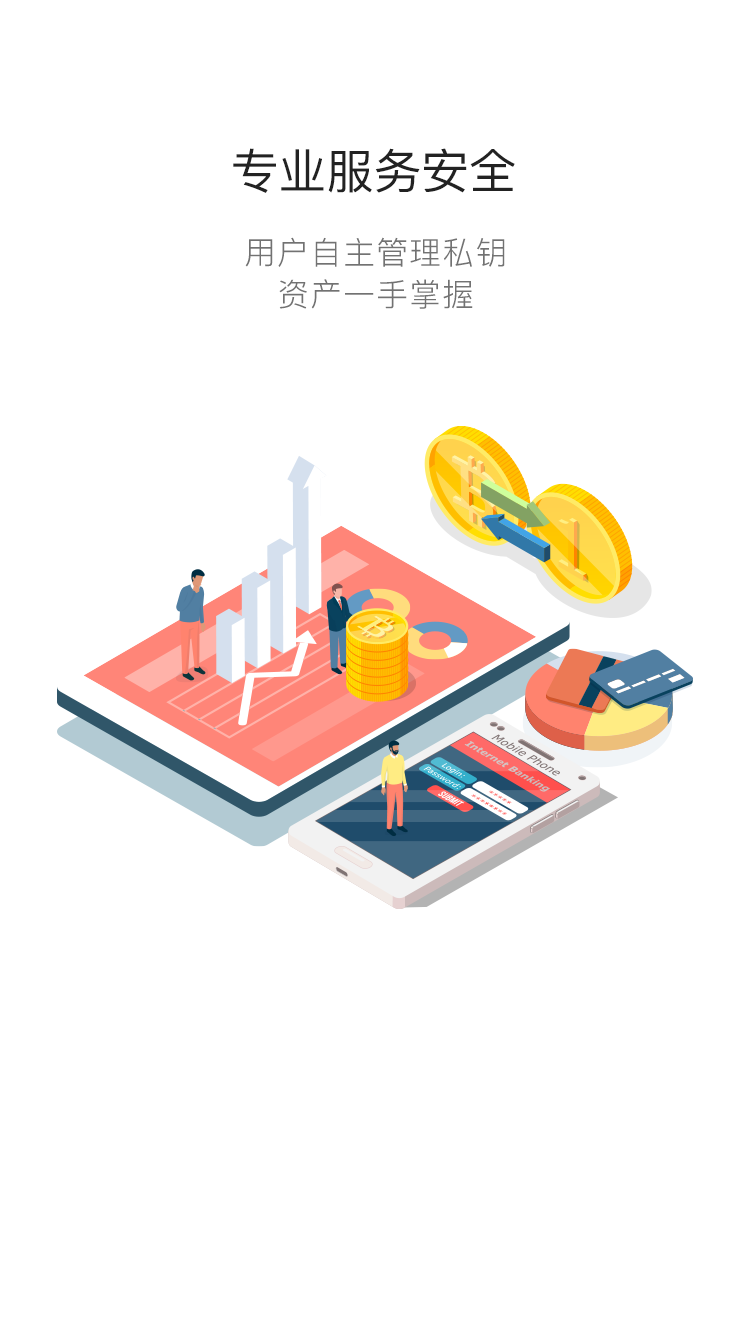 专业服务安全
用户自主管理私钥
资产一手掌握
Mobile Phone
Internet Banking
Login:
*****
Password:
********
SUBMIT